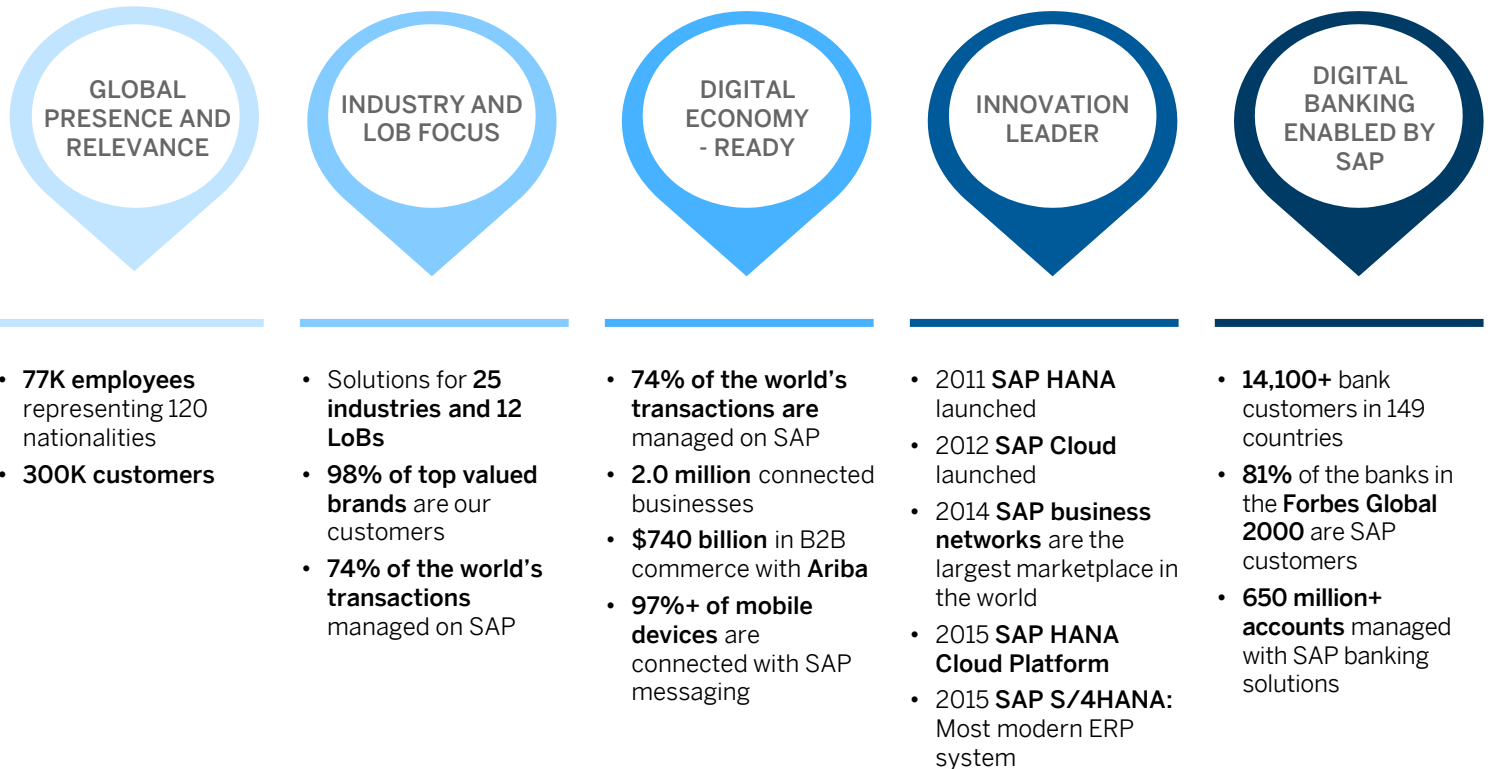 GLOBAL
PRESENCE AND
RELEVANCE
INDUSTRY AND
LOB FOCUS
DIGITAL
ECONOMY
- READY
INNOVATION
LEADER
DIGITAL
BANKING
ENABLED BY
SAP
• 77K employees
representing 120
nationalities
• 300K customers
• Solutions for 25
industries and 12
LoBs
• 98% of top valued
brands are our
customers
• 74% of the world's
transactions
managed on SAP
• 74% of the world's
transactions are
managed on SAP
• 2.0 million connected
businesses
• $740 billion in B2B
commerce with Ariba
• 97%+ of mobile
devices are
connected with SAP
messaging
• 2011 SAP HANA
launched
• 2012 SAP Cloud
launched
• 2014 SAP business
networks are the
largest marketplace in
the world
• 2015 SAP HANA
Cloud Platform
• 2015 SAP S/4HANA:
Most modern ERP
system
• 14,100+ bank
customers in 149
countries
• 81% of the banks in
the Forbes Global
2000 are SAP
customers
• 650 million+
accounts managed
with SAP banking
solutions